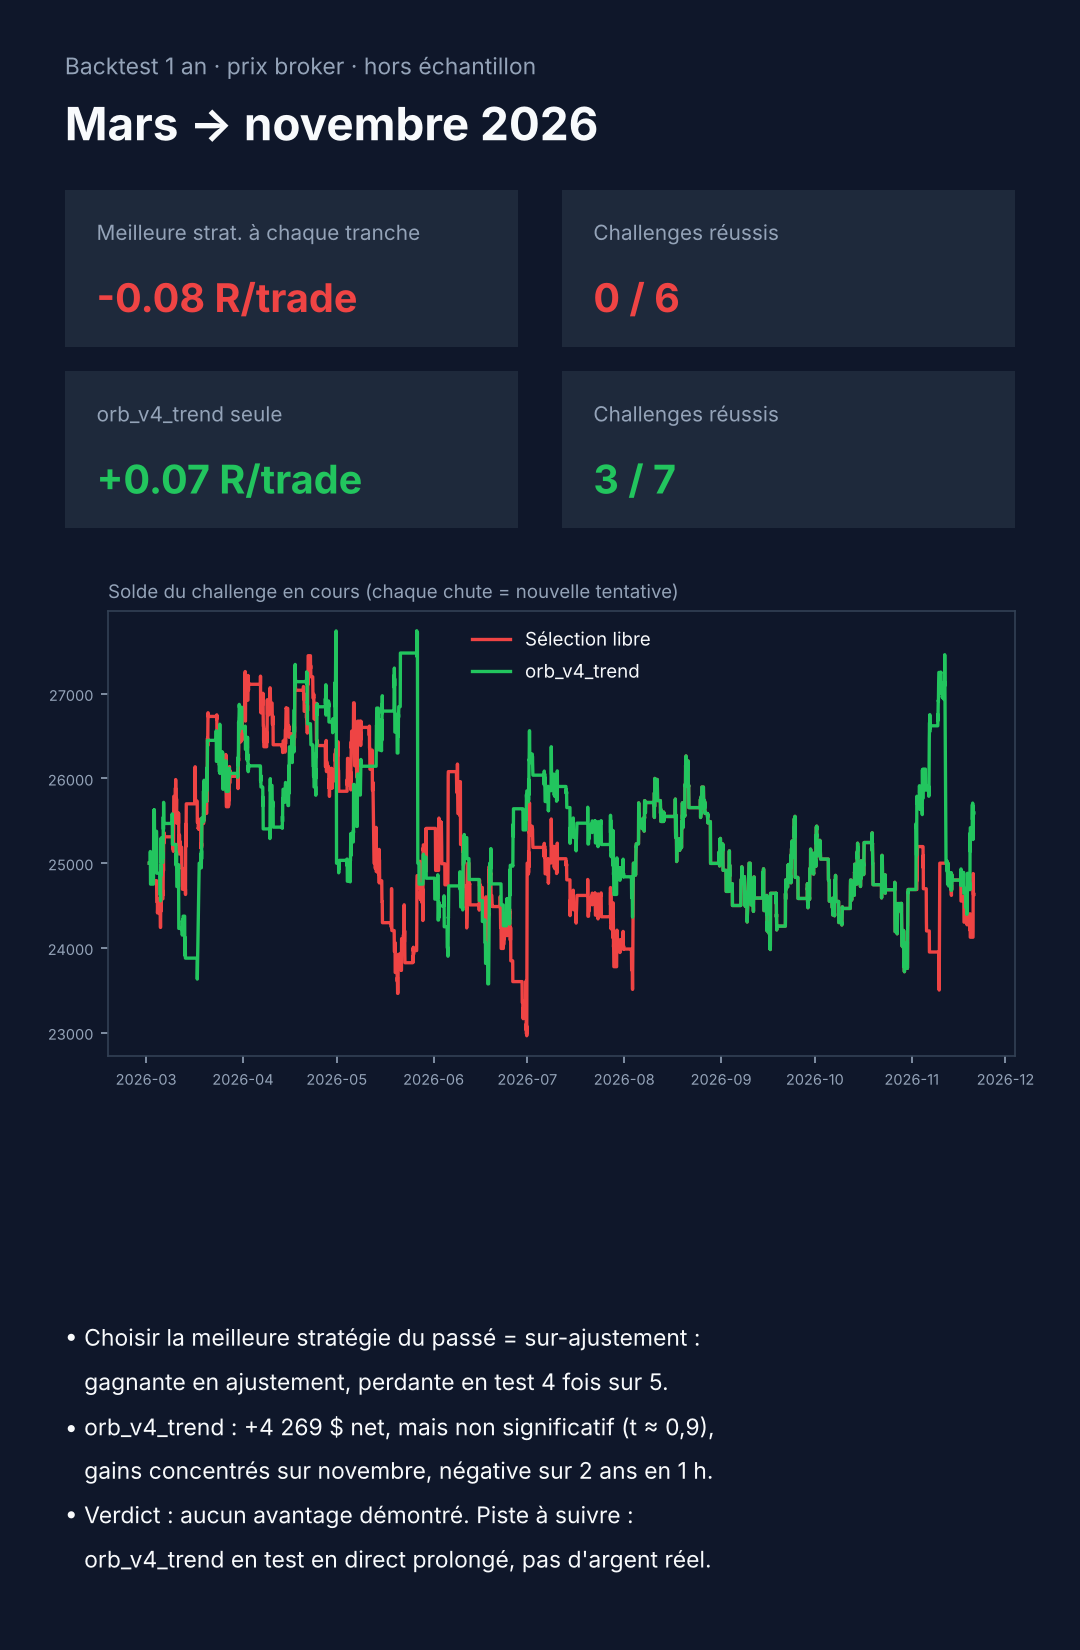 Backtest 1 an · prix broker · hors échantillon
Mars → novembre 2026
Meilleure strat. à chaque tranche
-0.08 R/trade
Challenges réussis
0 / 6
orb_v4_trend seule
+0.07 R/trade
Challenges réussis
3 / 7
Solde du challenge en cours (chaque chute = nouvelle tentative)
Sélection libre
orb_v4_trend
27000
26000
25000
24000
23000
2026-03 2026-04 2026-05 2026-06 2026-07 2026-08 2026-09 2026-10 2026-11 2026-12
• Choisir la meilleure stratégie du passé = sur-ajustement :
gagnante en ajustement, perdante en test 4 fois sur 5.
• orb_v4_trend : +4 269 $ net, mais non significatif (t ≈ 0,9),
gains concentrés sur novembre, négative sur 2 ans en 1 h.
• Verdict : aucun avantage démontré. Piste à suivre :
orb_v4_trend en test en direct prolongé, pas d'argent réel.